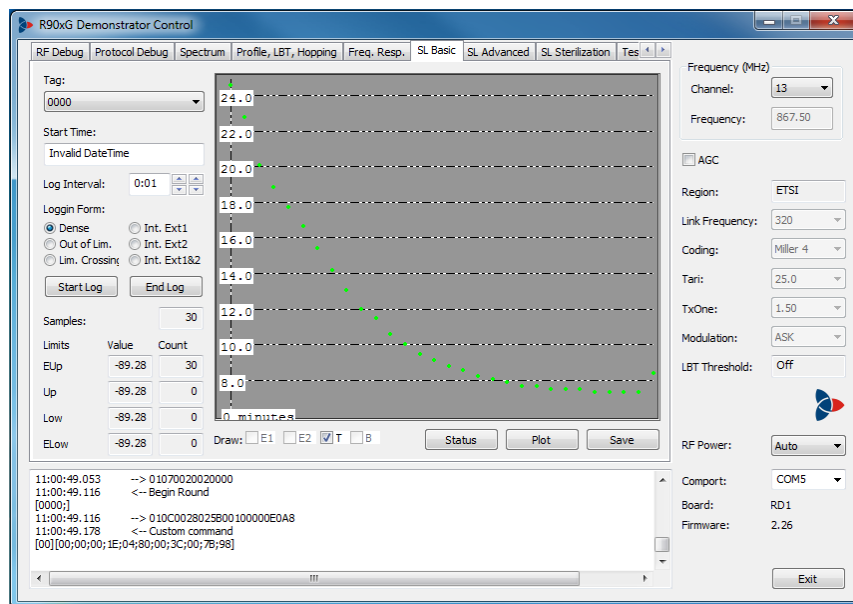 R90xG Demonstrator Control
RF Debug Protocol Debug Spectrum Profile, LBT, Hopping Freq. Resp. SL Basic SL Advanced SL Sterilization Tes
Tag:
0000
Start Time:
Invalid DateTime
Log Interval: 0:01
Loggin Form:
Dense Int. Ext1
Out of Lim. Int. Ext2
Lim. Crossing Int. Ext1&2
Start Log End Log
Samples: 30
Limits Value Count
EUp -89.28 30
Up -89.28 0
Low -89.28 0
ELow -89.28 0
24.0
22.0
20.0
18.0
16.0
14.0
12.0
10.0
8.0
0 minutes
Draw: E1 E2 T B Status Plot Save
Frequency (MHz)
Channel: 13
Frequency: 867.50
AGC
Region: ETSI
Link Frequency: 320
Coding: Miller 4
Tari: 25.0
TxOne: 1.50
Modulation: ASK
LBT Threshold: Off
RF Power: Auto
Comport: COM5
Board: RD1
Firmware: 2.26
Exit
11:00:49.053 --> 01070020020000
11:00:49.116 <-- Begin Round
[0000;]
11:00:49.116 --> 010C0028025B00100000E0A8
11:00:49.178 <-- Custom command
[00][00;00;00;1E;04;80;00;3C;00;7B;98]